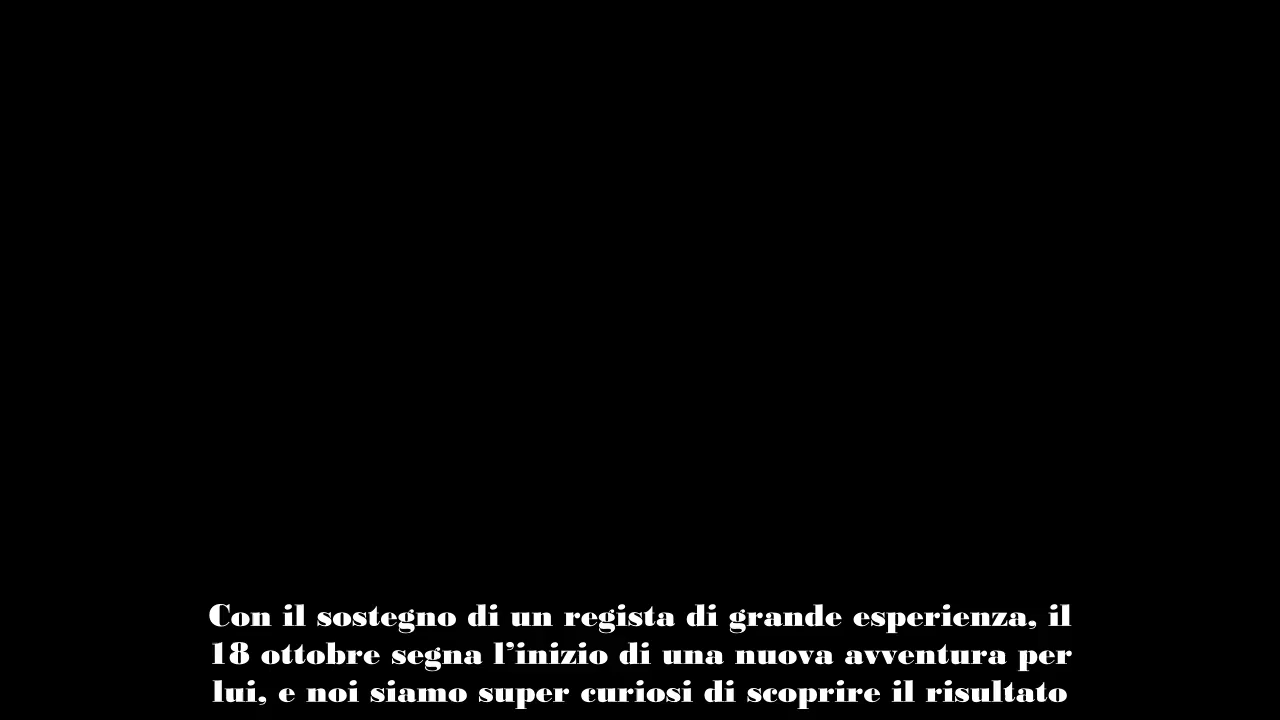 Con il sostegno di un regista di grande esperienza, il
18 ottobre segna l’inizio di una nuova avventura per
lui, e noi siamo super curiosi di scoprire il risultato